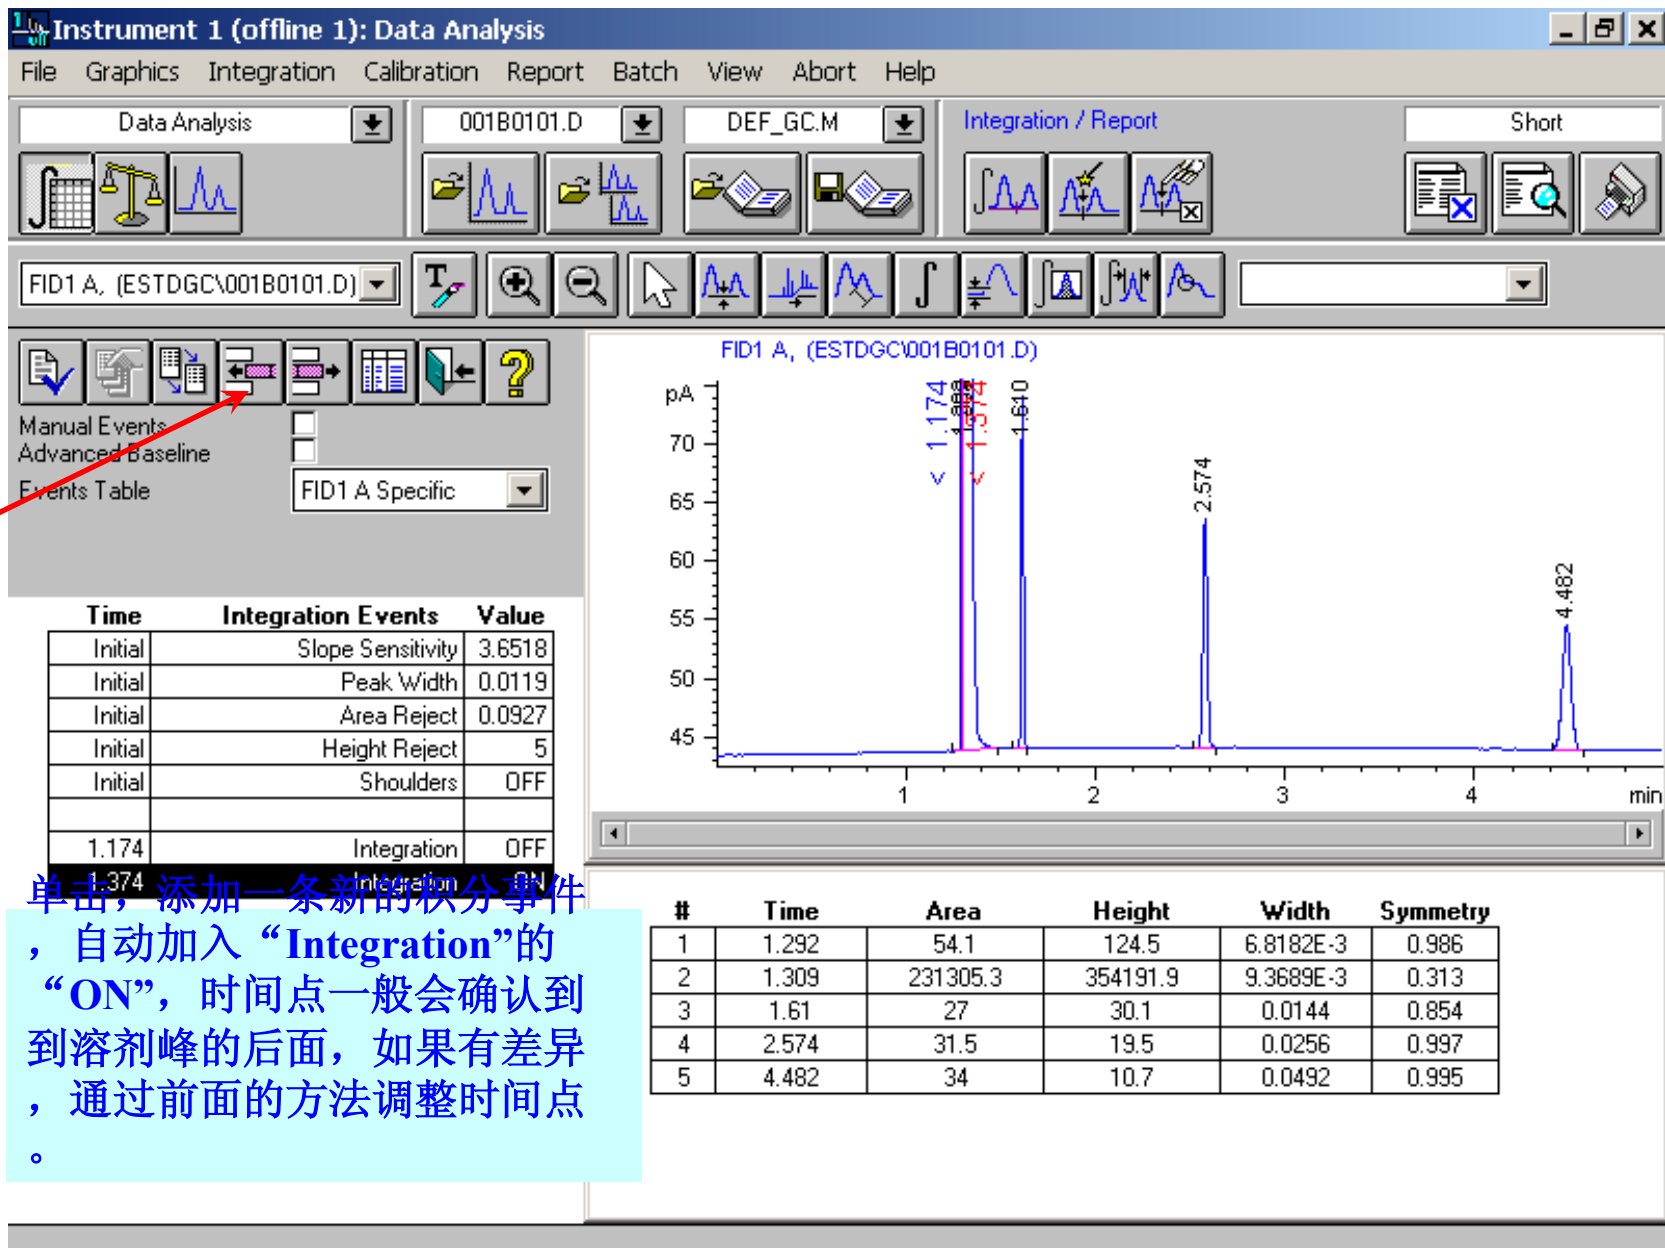 Instrument 1 (offline 1): Data Analysis
File Graphics Integration Calibration Report Batch View Abort Help
Data Analysis 001B0101.D DEF_GC.M Integration / Report Short
FID1 A, (ESTDGC\001B0101.D)
Manual Events
Advanced Baseline
Events Table FID1 A Specific
Time Integration Events Value
Initial Slope Sensitivity 3.6518
Initial Peak Width 0.0119
Initial Area Reject 0.0927
Initial Height Reject 5
Initial Shoulders OFF
1.174 Integration OFF
1.374 Integration ON
单击，添加一条新的积分事件
，自动加入“Integration”的
“ON”，时间点一般会确认到
到溶剂峰的后面，如果有差异
，通过前面的方法调整时间点
。
FID1 A, (ESTDGC\001B0101.D)
pA
70
65
60
55
50
45
< 1.174
< 1.374
1.610
2.574
4.482
1 2 3 4 min
# Time Area Height Width Symmetry
1 1.292 54.1 124.5 6.8182E-3 0.986
2 1.309 231305.3 354191.9 9.3689E-3 0.313
3 1.61 27 30.1 0.0144 0.854
4 2.574 31.5 19.5 0.0256 0.997
5 4.482 34 10.7 0.0492 0.995